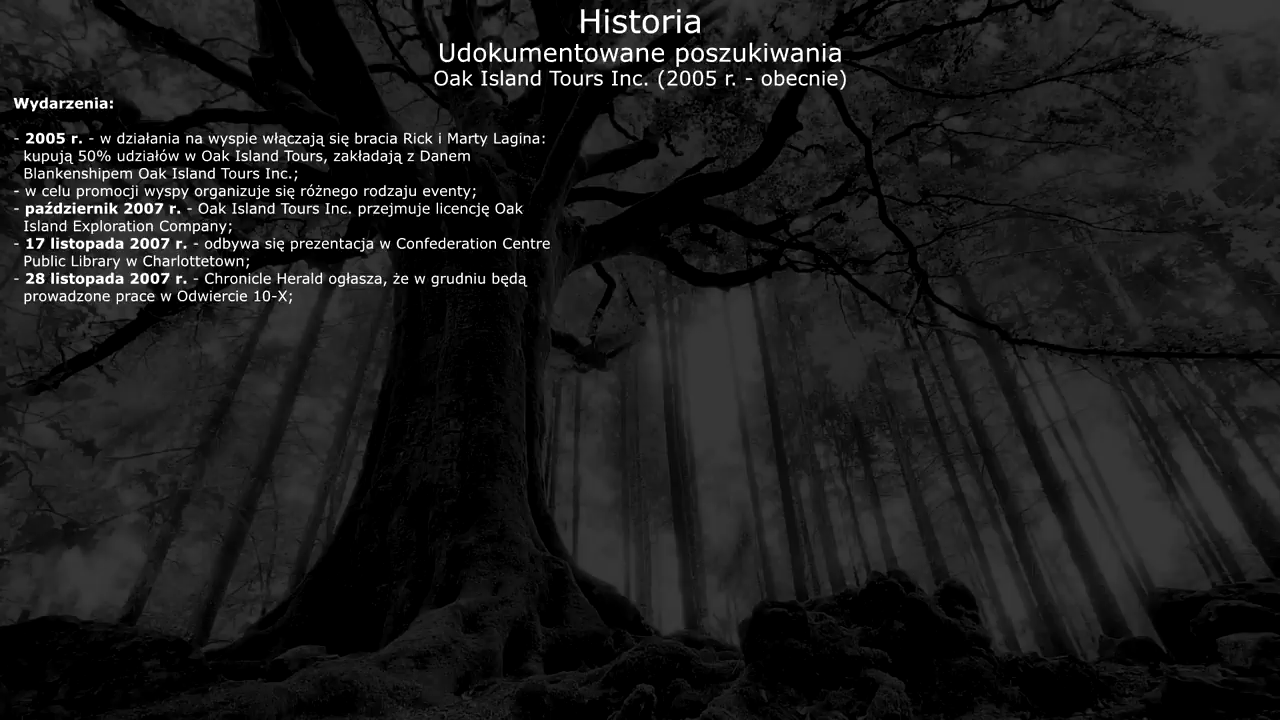 Historia
Udokumentowane poszukiwania
Oak Island Tours Inc. (2005 r. - obecnie)
Wydarzenia:
- 2005 r. - w działania na wyspie włączają się bracia Rick i Marty Lagina:
kupują 50% udziałów w Oak Island Tours, zakładają z Danem
Blankenshipem Oak Island Tours Inc.;
- w celu promocji wyspy organizuje się różnego rodzaju eventy;
- październik 2007 r. - Oak Island Tours Inc. przejmuje licencję Oak
Island Exploration Company;
- 17 listopada 2007 r. - odbywa się prezentacja w Confederation Centre
Public Library w Charlottetown;
- 28 listopada 2007 r. - Chronicle Herald ogłasza, że w grudniu będą
prowadzone prace w Odwiercie 10-X;